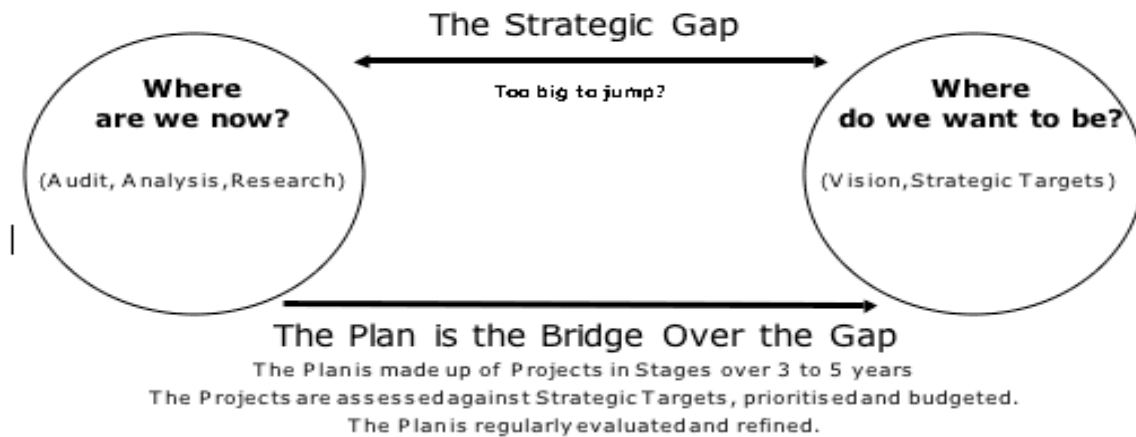 The Strategic Gap
Too big to jump?
Where
are we now?
(Audit, Analysis, Research)
Where
do we want to be?
(Vision, Strategic Targets)
The Plan is the Bridge Over the Gap
The Plan is made up of Projects in Stages over 3 to 5 years
The Projects are assessed against Strategic Targets, prioritised and budgeted.
The Plan is regularly evaluated and refined.